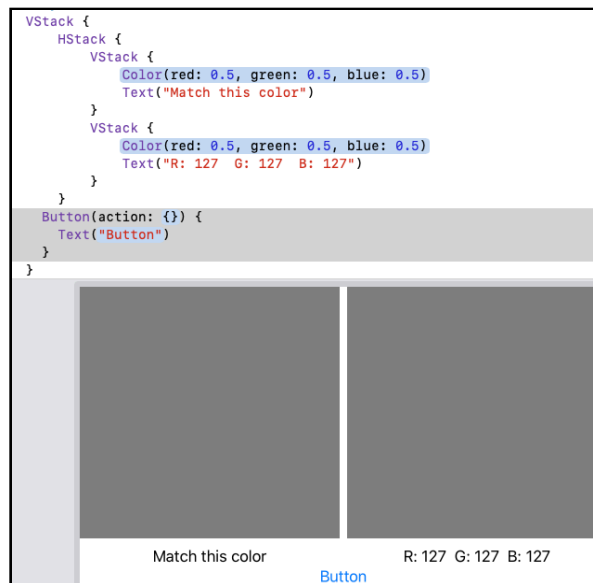 VStack {
HStack {
VStack {
Color(red: 0.5, green: 0.5, blue: 0.5)
Text("Match this color")
}
VStack {
Color(red: 0.5, green: 0.5, blue: 0.5)
Text("R: 127  G: 127  B: 127")
}
}
Button(action: {}) {
Text("Button")
}
}
Match this color
R: 127  G: 127  B: 127
Button